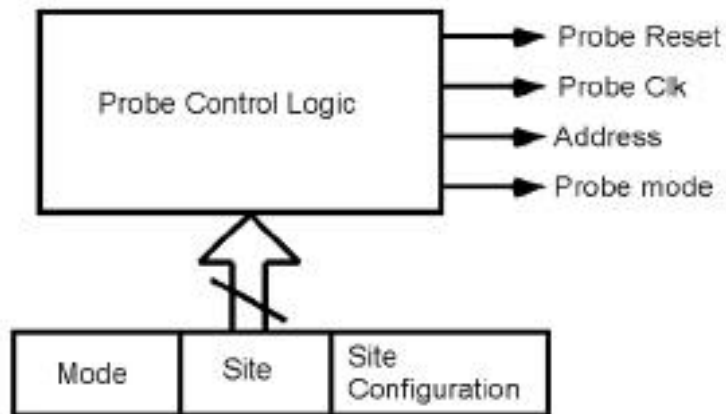 Probe Control Logic
Probe Reset
Probe Clk
Address
Probe mode
Mode
Site
Site
Configuration